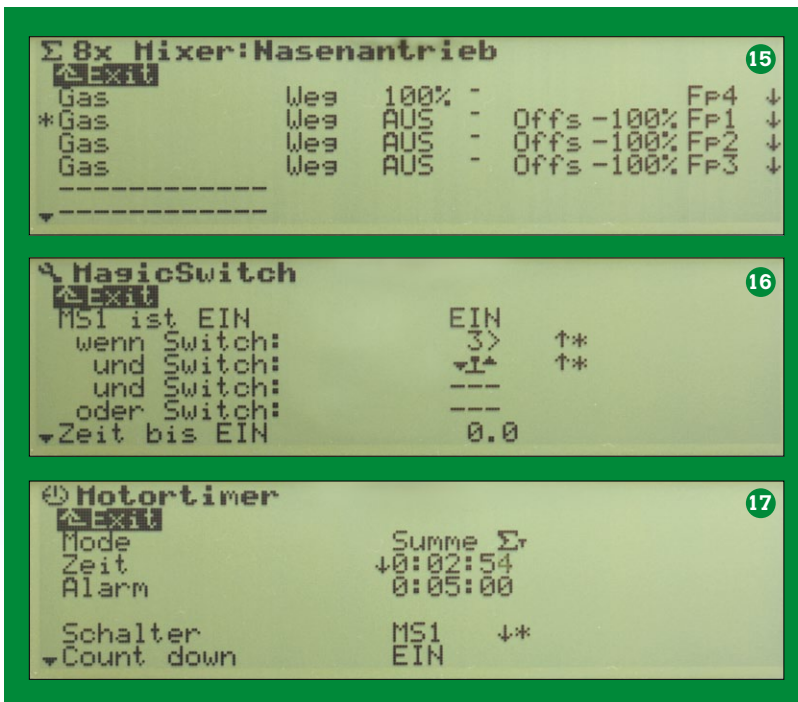 Σ 8x Mixer:Nasenantrieb
15
Exit
Gas Weg 100% - Fp4 ↓
*Gas Weg AUS - Offs -100% Fp1 ↓
Gas Weg AUS - Offs -100% Fp2 ↓
Gas Weg AUS - Offs -100% Fp3 ↓
------------
------------
MagicSwitch
16
Exit
MS1 ist EIN EIN
wenn Switch: 3> ↑*
und Switch: ↑*
und Switch: ---
oder Switch: ---
Zeit bis EIN 0.0
Motortimer
17
Exit
Mode Summe Στ
Zeit ↓0:02:54
Alarm 0:05:00
Schalter MS1 ↓*
Count down EIN